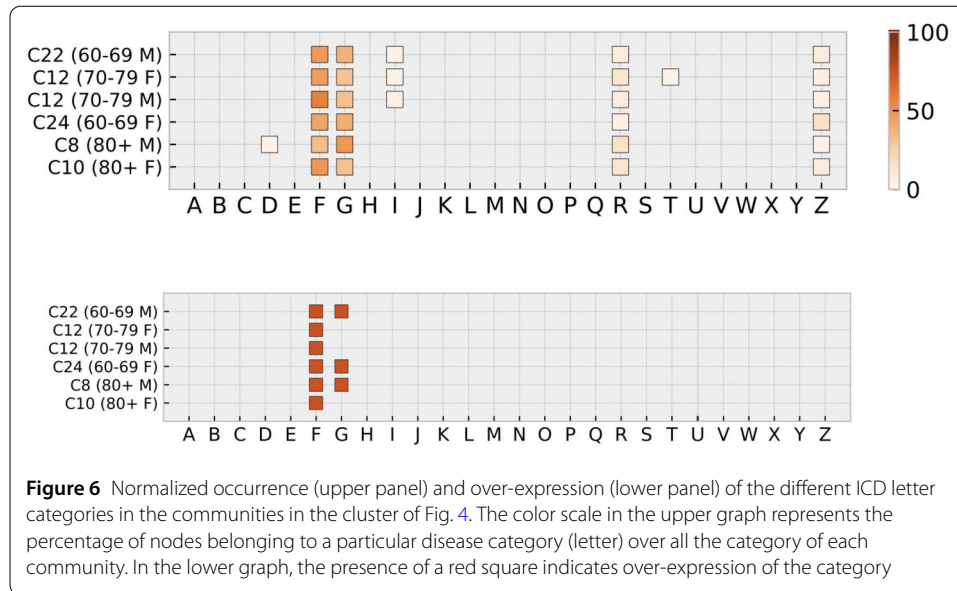 C22 (60-69 M)
C12 (70-79 F)
C12 (70-79 M)
C24 (60-69 F)
C8 (80+ M)
C10 (80+ F)
A B C D E F G H I J K L M N O P Q R S T U V W X Y Z
100
50
0
C22 (60-69 M)
C12 (70-79 F)
C12 (70-79 M)
C24 (60-69 F)
C8 (80+ M)
C10 (80+ F)
A B C D E F G H I J K L M N O P Q R S T U V W X Y Z
Figure 6 Normalized occurrence (upper panel) and over-expression (lower panel) of the different ICD letter
categories in the communities in the cluster of Fig. 4. The color scale in the upper graph represents the
percentage of nodes belonging to a particular disease category (letter) over all the category of each
community. In the lower graph, the presence of a red square indicates over-expression of the category